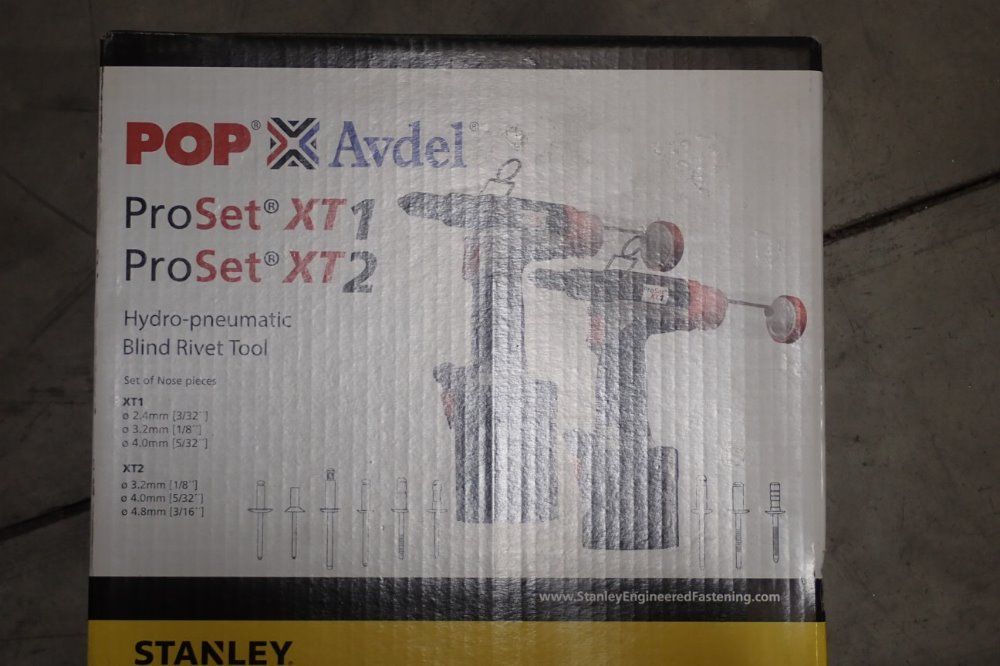 POP® Avdel®
ProSet® XT1
ProSet® XT2
Hydro-pneumatic
Blind Rivet Tool
Set of Nose pieces
XT1
ø 2.4mm [3/32"]
ø 3.2mm [1/8"]
ø 4.0mm [5/32"]
XT2
ø 3.2mm [1/8"]
ø 4.0mm [5/32"]
ø 4.8mm [3/16"]
ProSet®
XT1
www.StanleyEngineeredFastening.com
STANLEY